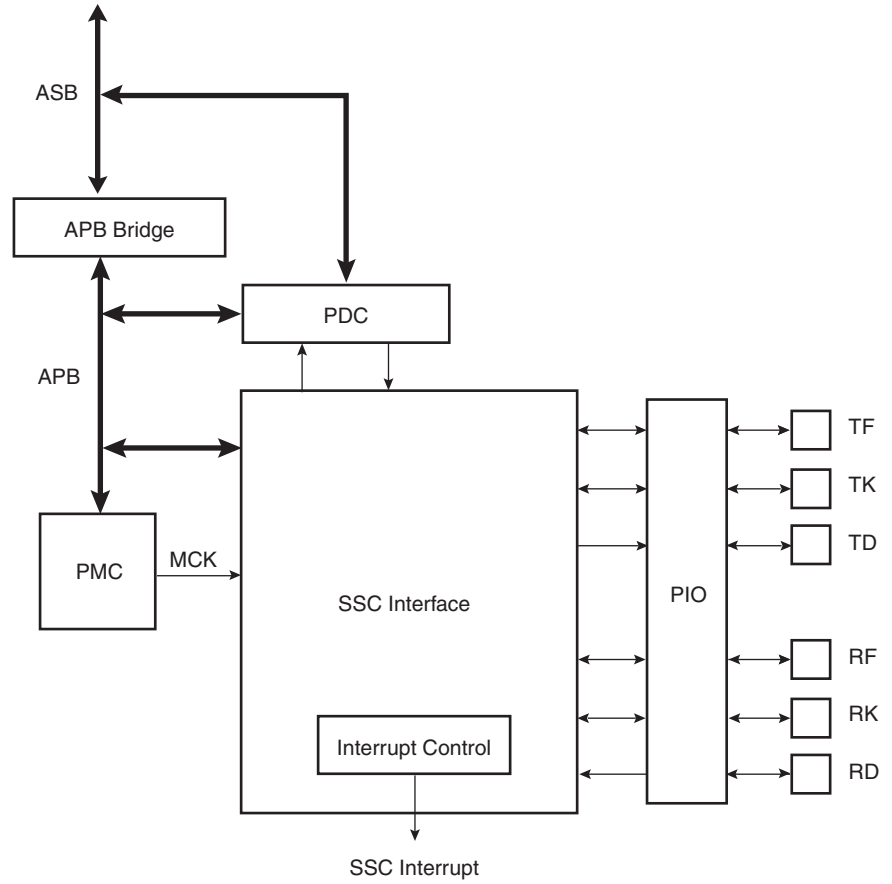 ASB
APB Bridge
PDC
APB
TF
TK
PMC
MCK
TD
SSC Interface
PIO
RF
RK
Interrupt Control
RD
SSC Interrupt